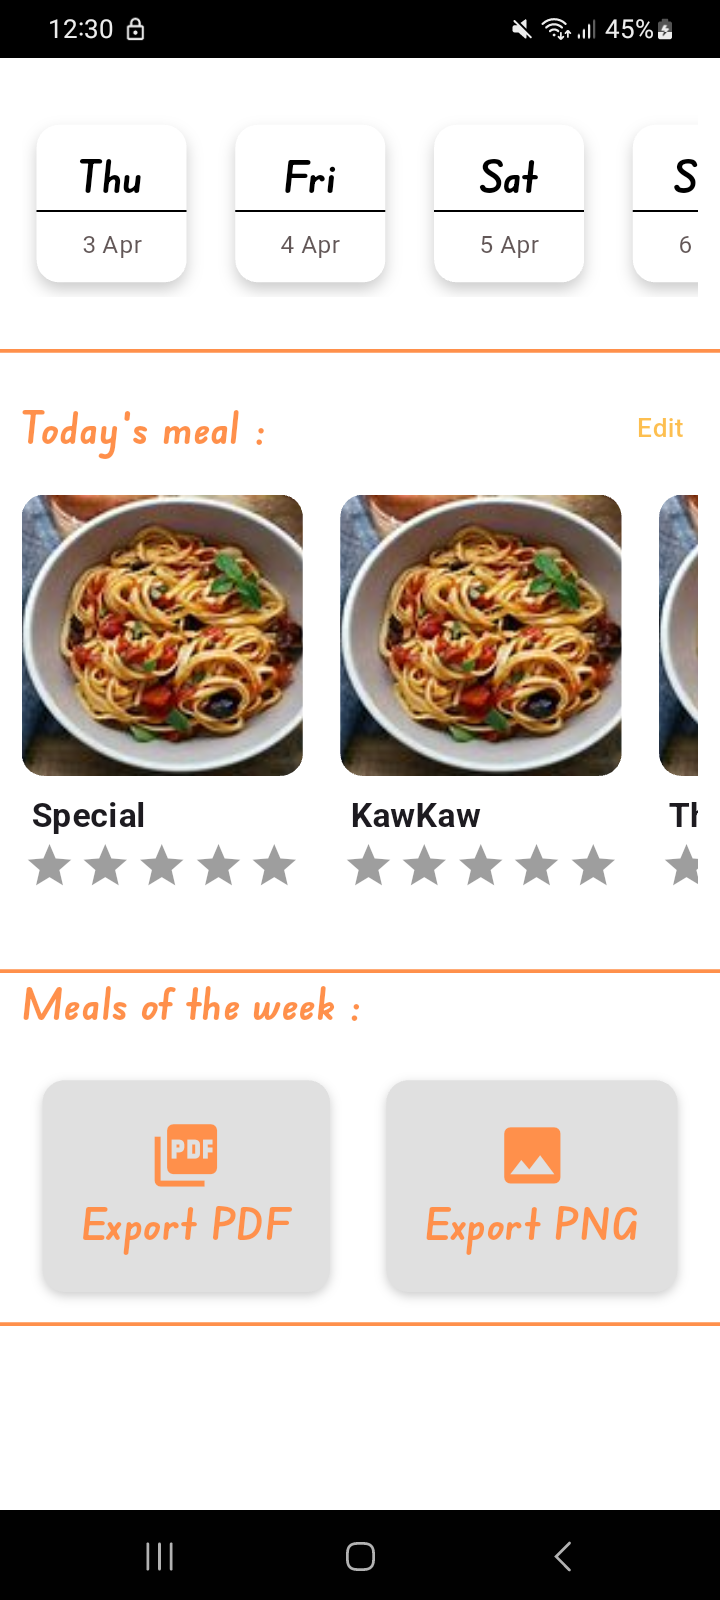 12:30 45%
Thu Fri Sat S
3 Apr 4 Apr 5 Apr 6
Today's meal : Edit
Special KawKaw Th
Meals of the week :
PDF
Export PDF Export PNG